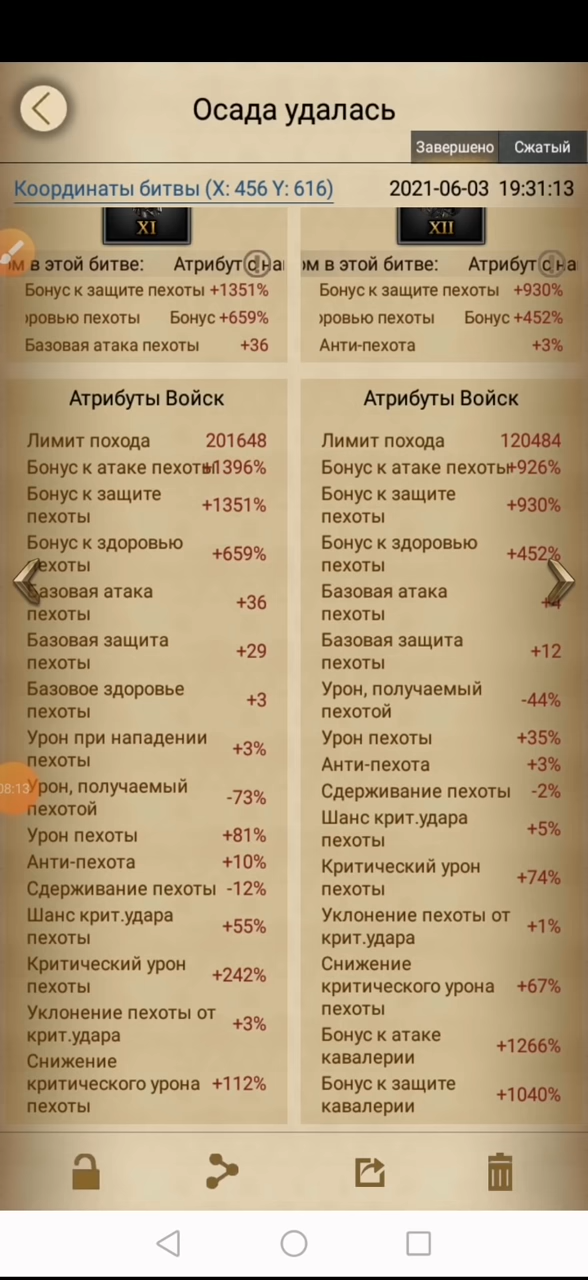 Осада удалась
Завершено
Сжатый
Координаты битвы (X: 456 Y: 616)
2021-06-03 19:31:13
XI
в этой битве:
Бонус к защите пехоты +1351%
пехоты Бонус +659%
Базовая атака пехоты +36
XII
в этой битве:
Бонус к защите пехоты +930%
пехоты Бонус +452%
Анти-пехота +3%
Атрибуты Войск
Лимит похода 201648
Бонус к атаке +1396%
Бонус к защите
пехоты +1351%
Бонус к здоровью
пехоты +659%
Базовая атака
пехоты +36
Базовая защита
пехоты +29
Базовое здоровье
пехоты +3
Урон при нападении
пехоты +3%
Урон, получаемый
пехотой -73%
08:13
Урон пехоты +81%
Анти-пехота +10%
Сдерживание пехоты -12%
Шанс крит.удара
пехоты +55%
Критический урон
пехоты +242%
Уклонение пехоты от
крит.удара +3%
Снижение
критического урона +112%
пехоты
Атрибуты Войск
Лимит похода 120484
Бонус к атаке пехоты +926%
Бонус к защите
пехоты +930%
Бонус к здоровью
пехоты +452%
Базовая атака
пехоты +4
Базовая защита
пехоты +12
Урон, получаемый
пехотой -44%
Урон пехоты +35%
Анти-пехота +3%
Сдерживание пехоты -2%
Шанс крит.удара
пехоты +5%
Критический урон
пехоты +74%
Уклонение пехоты от
крит.удара +1%
Снижение
критического урона +67%
пехоты
Бонус к атаке
кавалерии +1266%
Бонус к защите
кавалерии +1040%